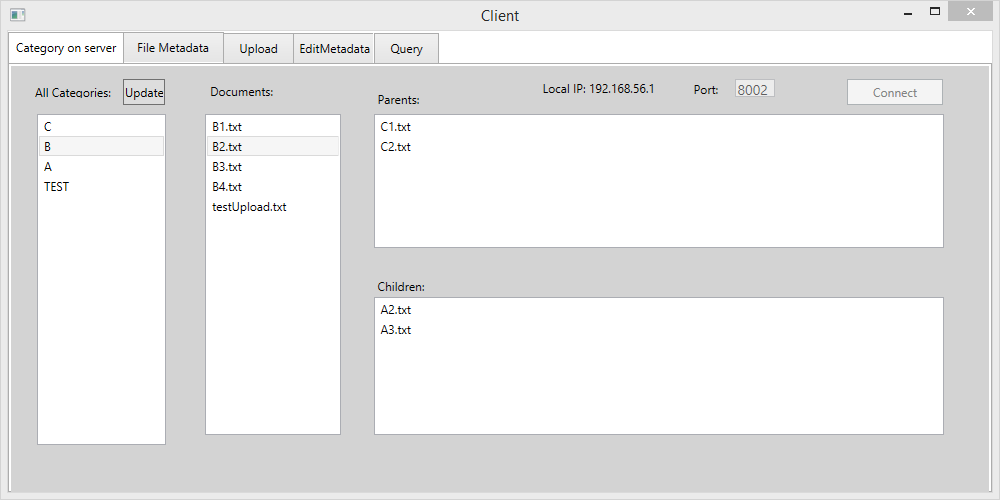 Client
Category on server File Metadata Upload EditMetadata Query
All Categories: Update Documents: Parents: Local IP: 192.168.56.1 Port: 8002 Connect
C
B
A
TEST
B1.txt
B2.txt
B3.txt
B4.txt
testUpload.txt
C1.txt
C2.txt
Children:
A2.txt
A3.txt